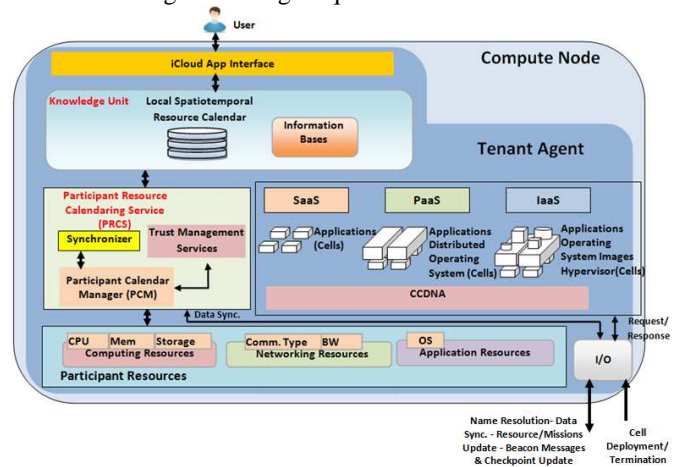 User
iCloud App Interface
Compute Node
Knowledge Unit
Local Spatiotemporal
Resource Calendar
Information
Bases
Tenant Agent
Participant Resource
Calendaring Service
(PRCS)
Synchronizer
Trust Management
Services
Participant Calendar
Manager (PCM)
SaaS
PaaS
IaaS
Applications
(Cells)
Applications
Distributed
Operating
System (Cells)
Applications
Operating
System Images
Hypervisor(Cells)
CCDNA
Data Sync.
Request/
Response
CPU
Mem
Storage
Computing Resources
Comm. Type
BW
Networking Resources
OS
Application Resources
Participant Resources
I/O
Name Resolution- Data
Sync. - Resource/Missions
Update - Beacon Messages
& Checkpoint Update
Cell
Deployment/
Termination